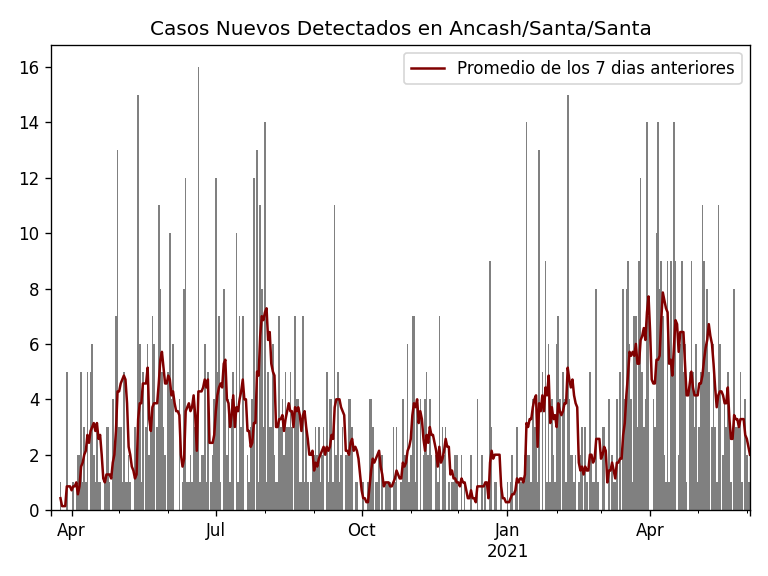 Casos Nuevos Detectados en Ancash/Santa/Santa
Promedio de los 7 dias anteriores
16
14
12
10
8
6
4
2
0
Apr
Jul
Oct
Jan
2021
Apr